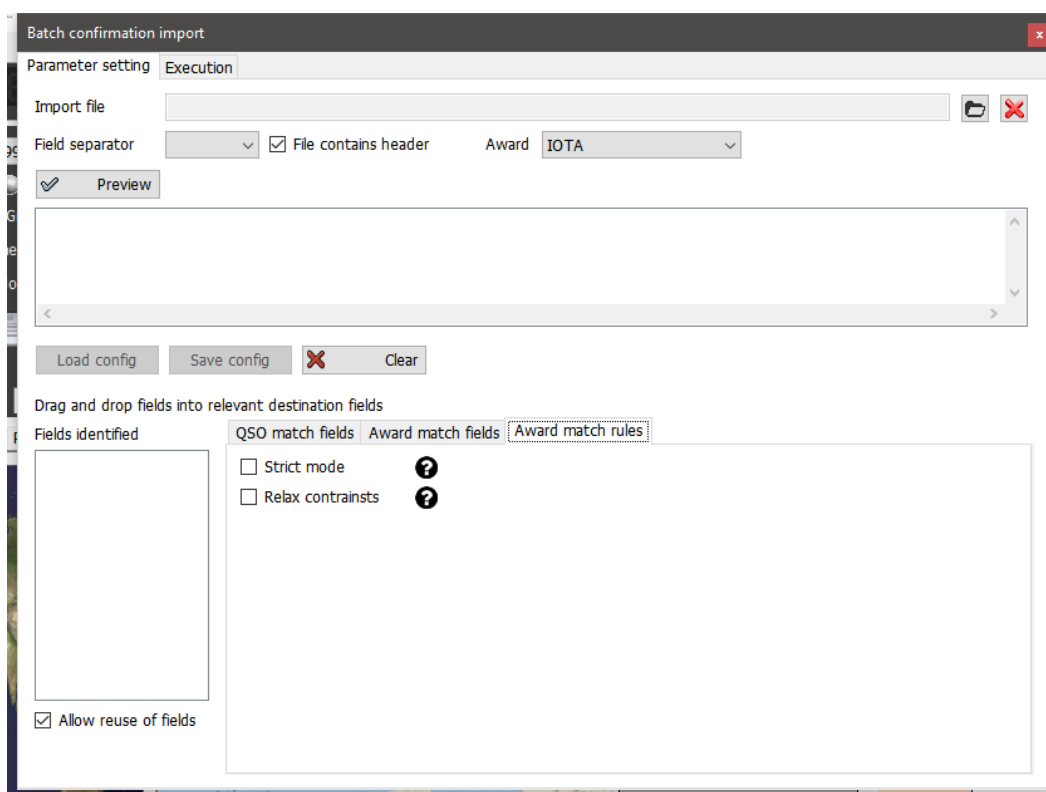 Batch confirmation import
x
Parameter setting Execution
Import file
Field separator File contains header Award IOTA
Preview
Load config Save config Clear
Drag and drop fields into relevant destination fields
Fields identified QSO match fields Award match fields Award match rules
Strict mode ?
Relax contrainsts ?
Allow reuse of fields